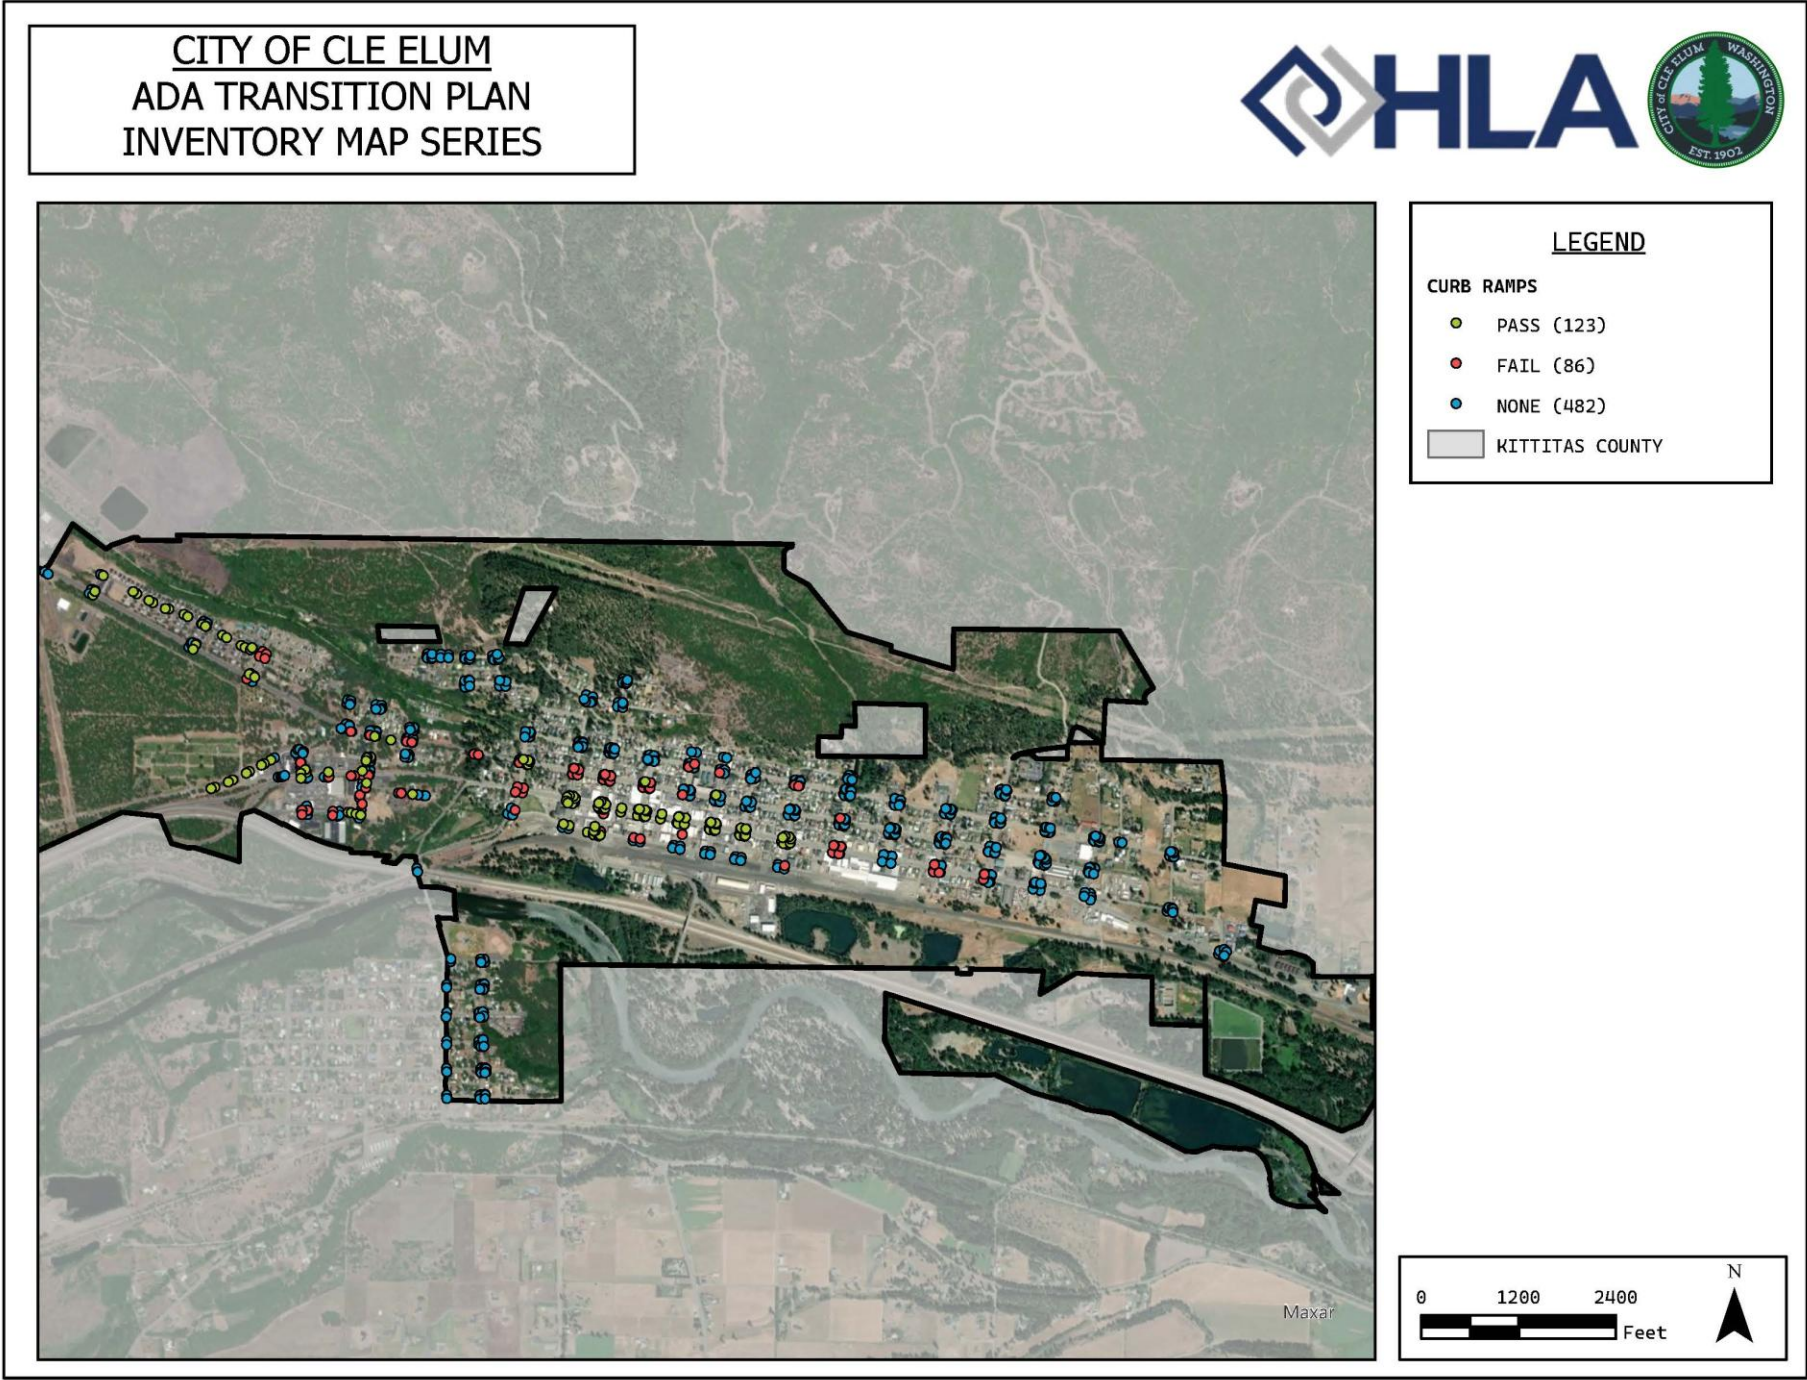 CITY OF CLE ELUM
ADA TRANSITION PLAN
INVENTORY MAP SERIES
HLA
CITY of CLE ELUM WASHINGTON
EST. 1902
LEGEND
CURB RAMPS
PASS (123)
FAIL (86)
NONE (482)
KITTITAS COUNTY
Maxar
0 1200 2400
Feet
N